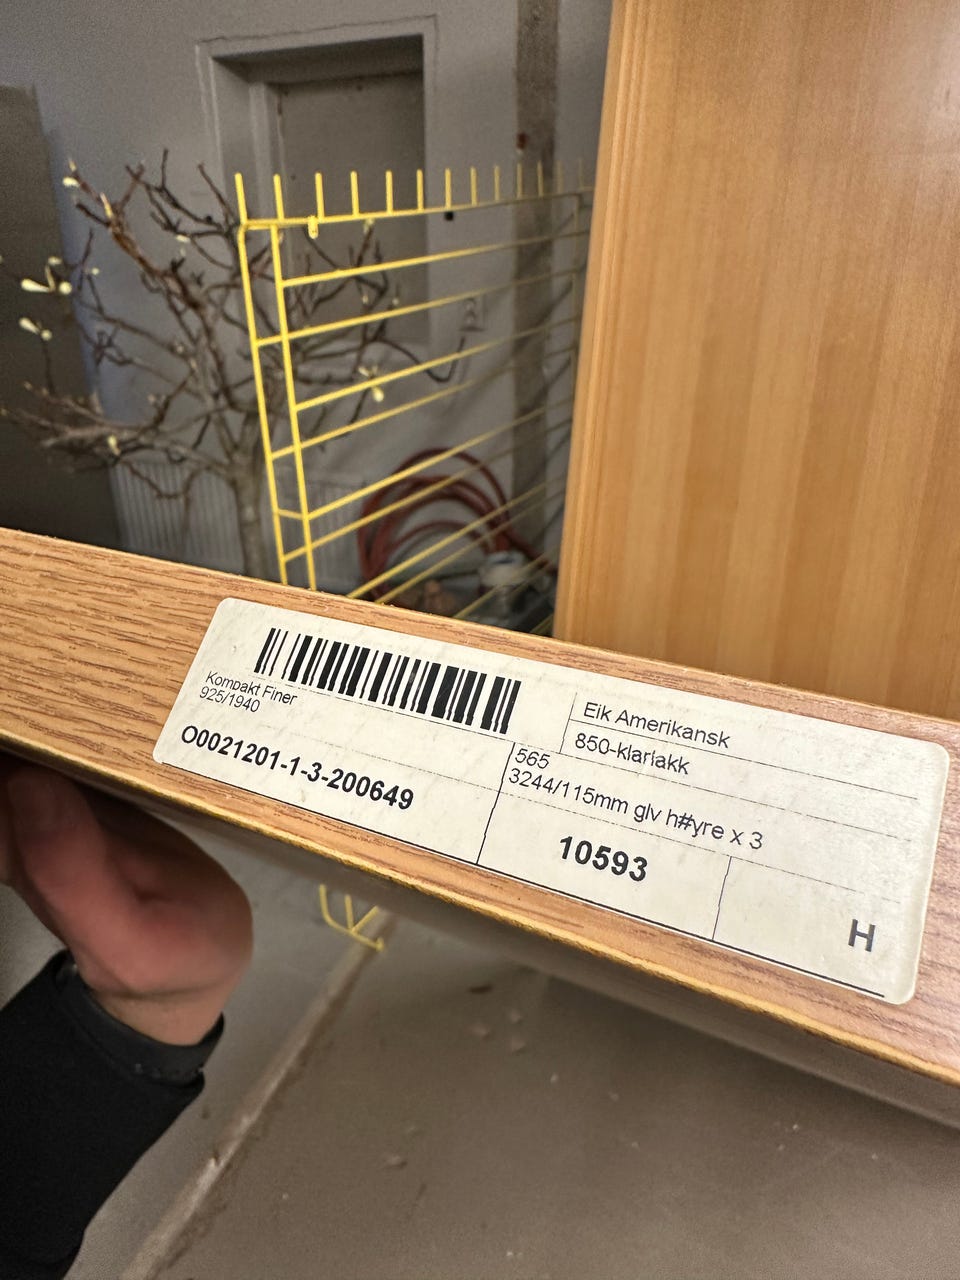 Kompakt Finer
925/1940
O0021201-1-3-200649
Eik Amerikansk
850-klarlakk
565
3244/115mm glv h#yre x 3
10593
H